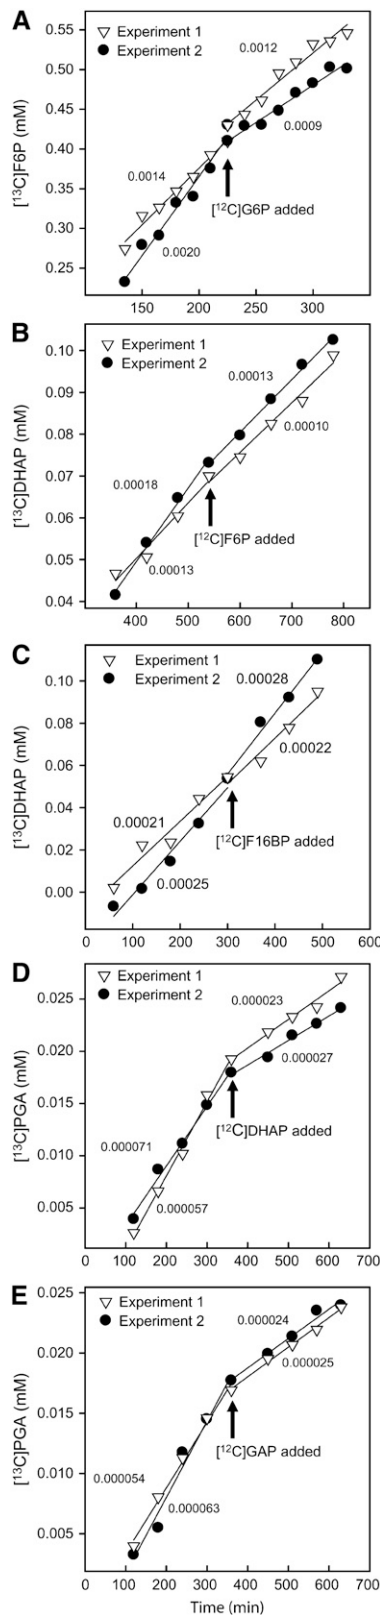 A
Experiment 1
Experiment 2
0.0012
0.0009
0.0014
0.0020
[¹²C]G6P added
[¹³C]F6P (mM)
0.55
0.50
0.45
0.40
0.35
0.30
0.25
150 200 250 300
B
Experiment 1
Experiment 2
0.00013
0.00010
0.00018
0.00013
[¹²C]F6P added
[¹³C]DHAP (mM)
0.10
0.09
0.08
0.07
0.06
0.05
0.04
400 500 600 700 800
C
Experiment 1
Experiment 2
0.00028
0.00022
0.00021
0.00025
[¹²C]F16BP added
[¹³C]DHAP (mM)
0.10
0.08
0.06
0.04
0.02
0.00
0 100 200 300 400 500 600
D
Experiment 1
Experiment 2
0.000023
0.000027
0.000071
0.000057
[¹²C]DHAP added
[¹³C]PGA (mM)
0.025
0.020
0.015
0.010
0.005
0 100 200 300 400 500 600 700
E
Experiment 1
Experiment 2
0.000024
0.000025
0.000054
0.000063
[¹²C]GAP added
[¹³C]PGA (mM)
0.025
0.020
0.015
0.010
0.005
0 100 200 300 400 500 600 700
Time (min)